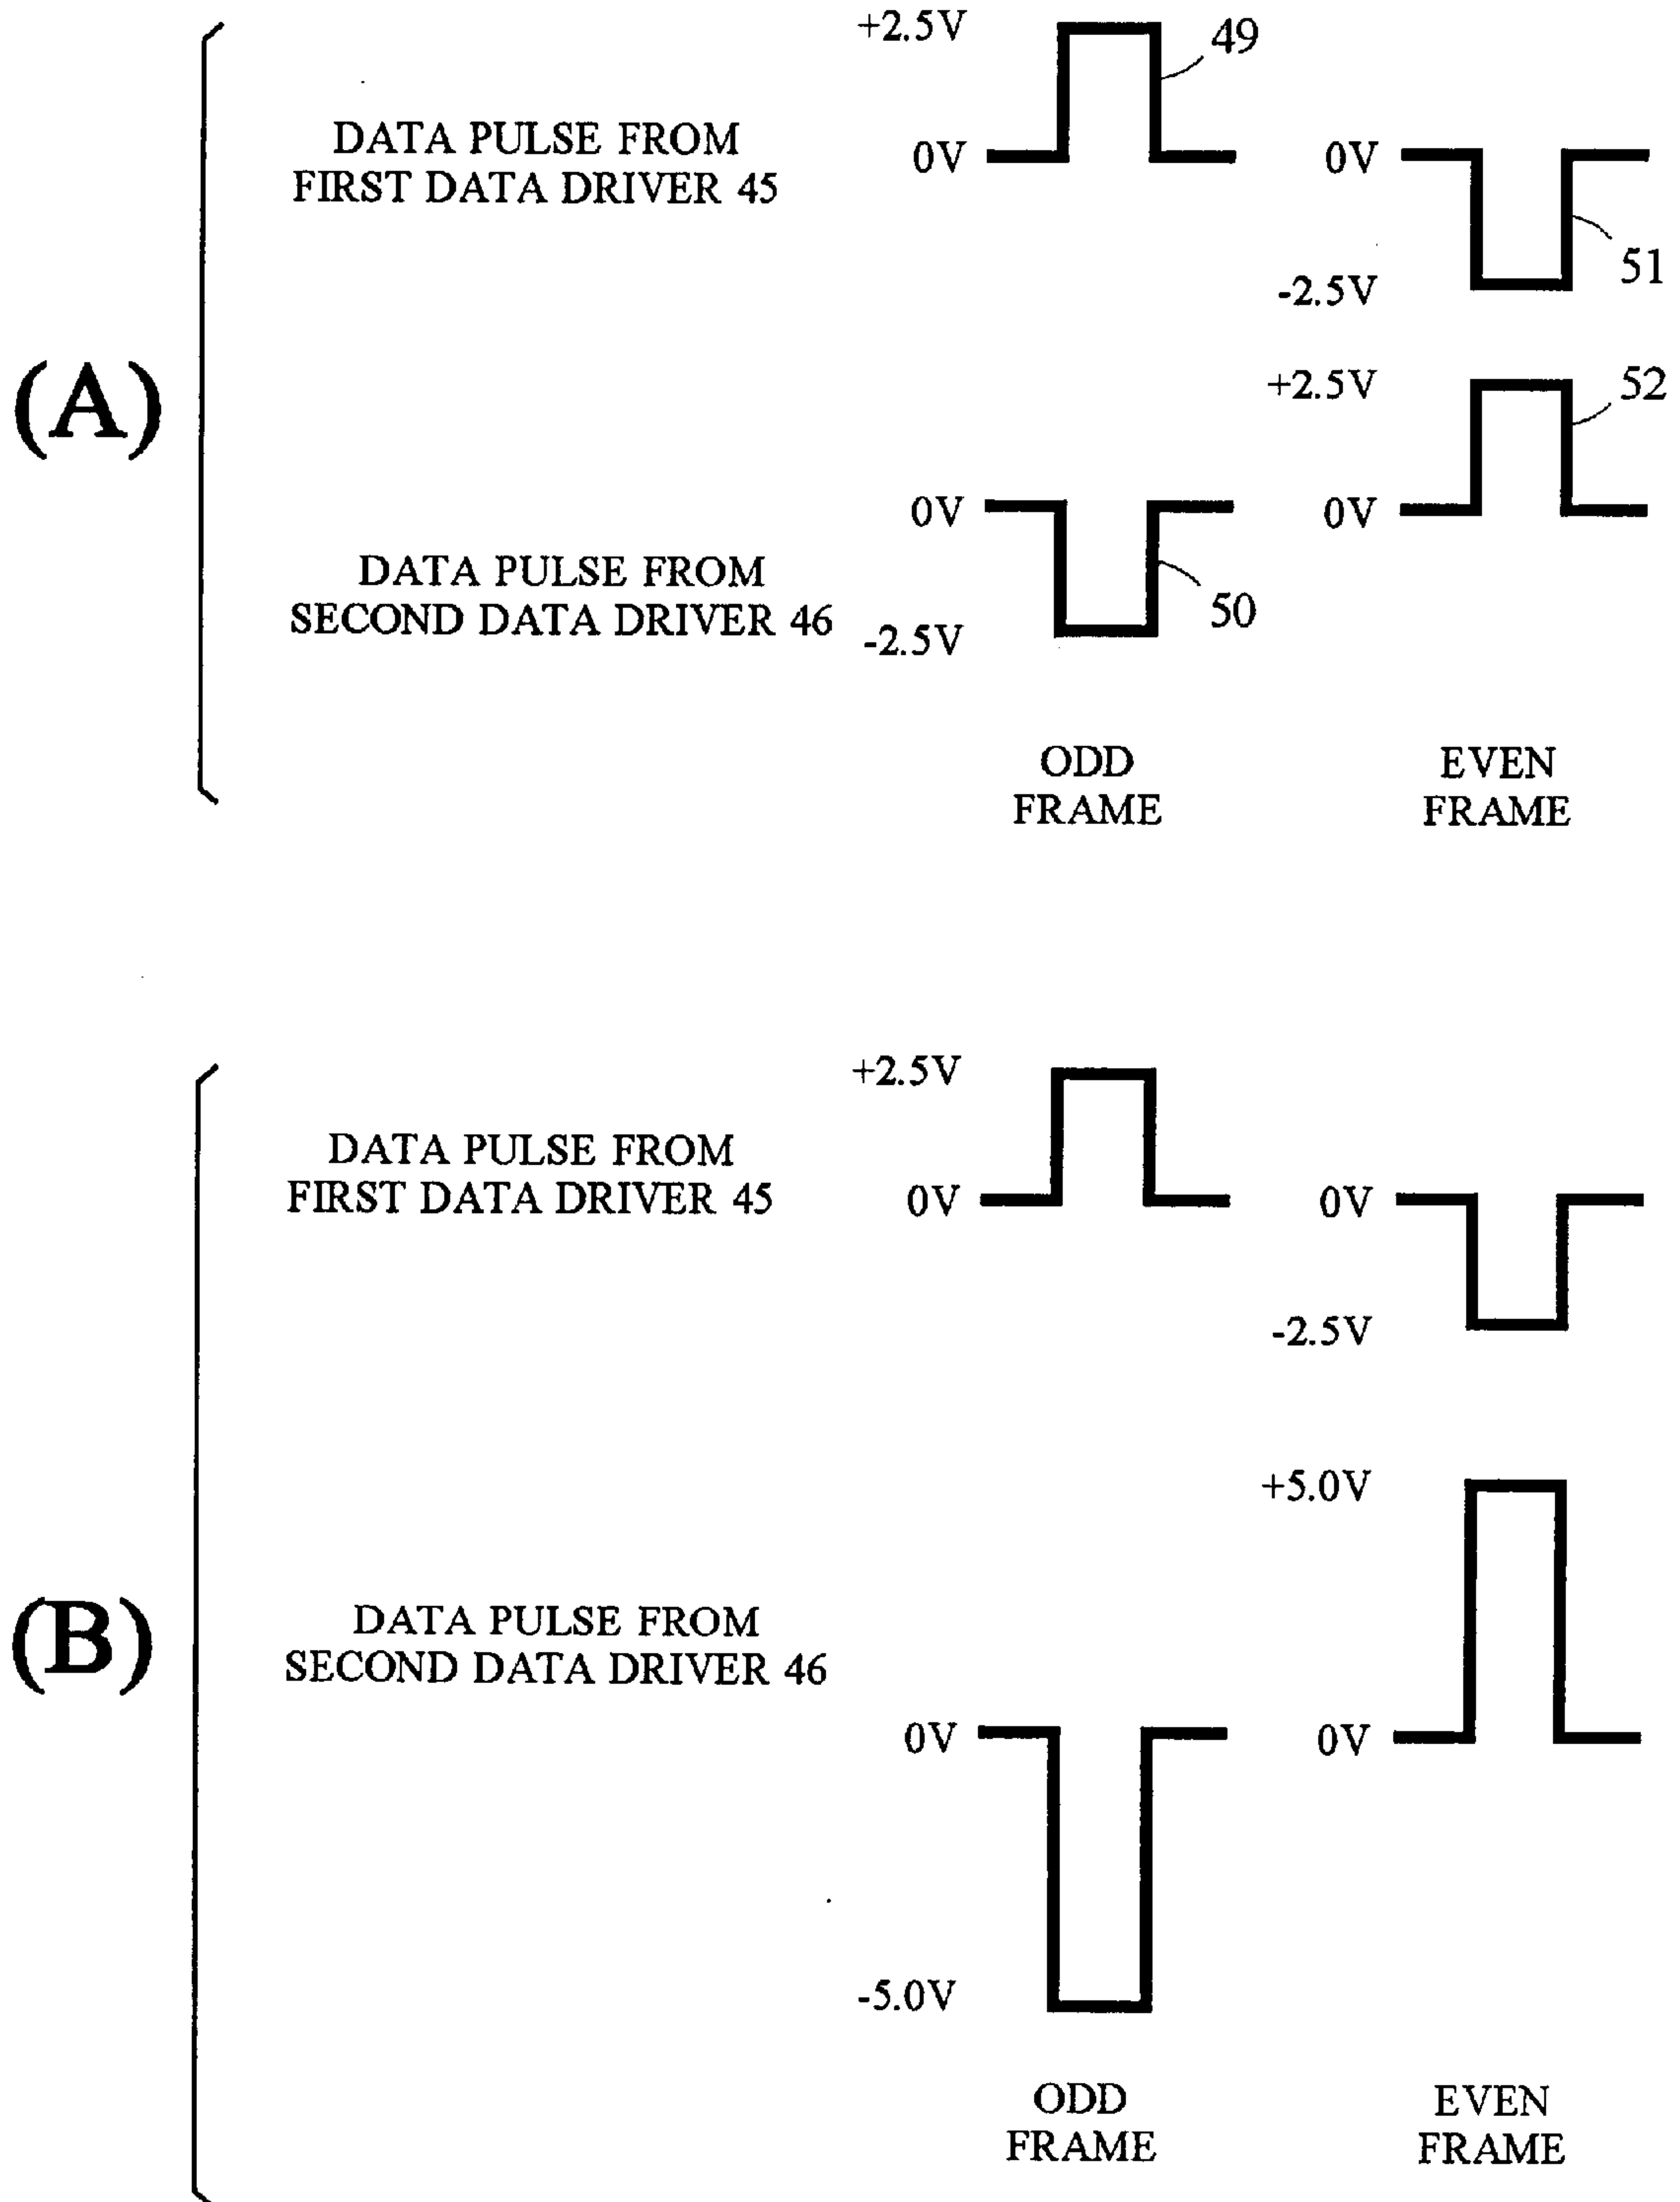 (A)
+2.5V
49
DATA PULSE FROM
FIRST DATA DRIVER 45
0V
0V
51
-2.5V
+2.5V
52
0V
0V
DATA PULSE FROM
SECOND DATA DRIVER 46
50
-2.5V
ODD
FRAME
EVEN
FRAME
(B)
+2.5V
DATA PULSE FROM
FIRST DATA DRIVER 45
0V
0V
-2.5V
+5.0V
DATA PULSE FROM
SECOND DATA DRIVER 46
0V
0V
-5.0V
ODD
FRAME
EVEN
FRAME